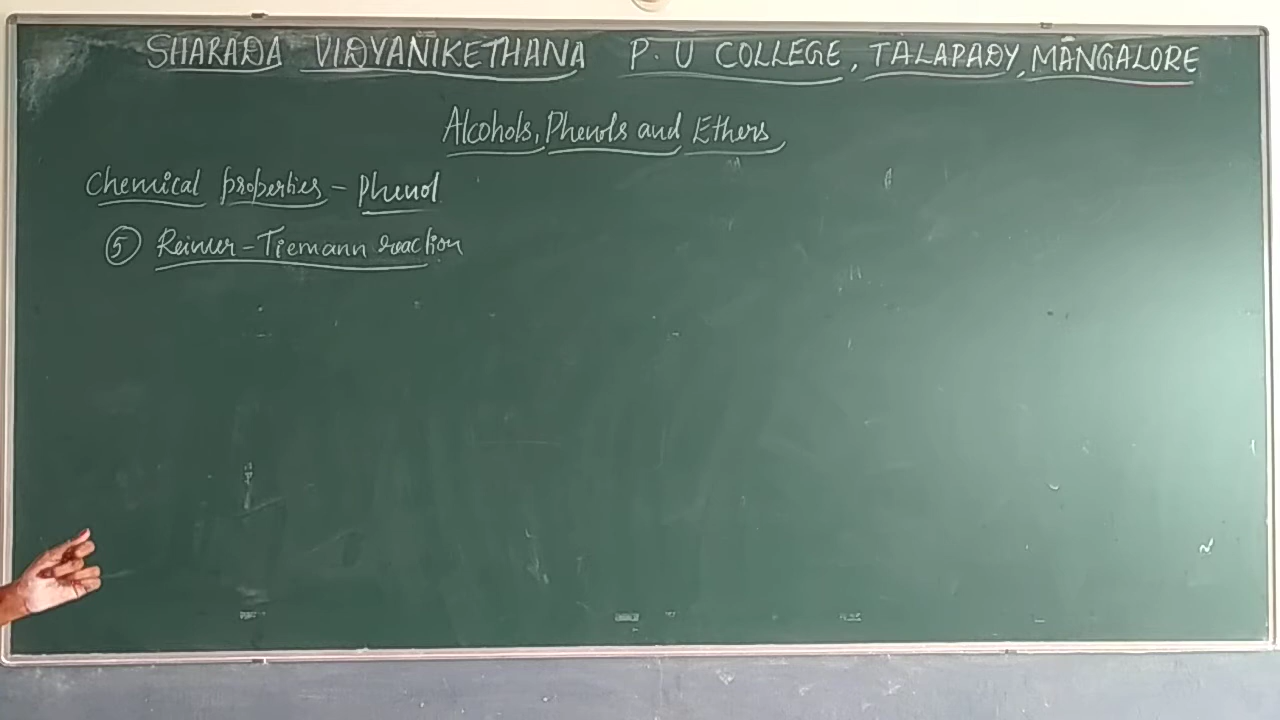 SHARADA VIDYANIKETHANA P. U COLLEGE, TALAPADY, MANGALORE
Alcohols, Phenols and Ethers
Chemical properties - Phenol
⑤ Reimer-Tiemann reaction